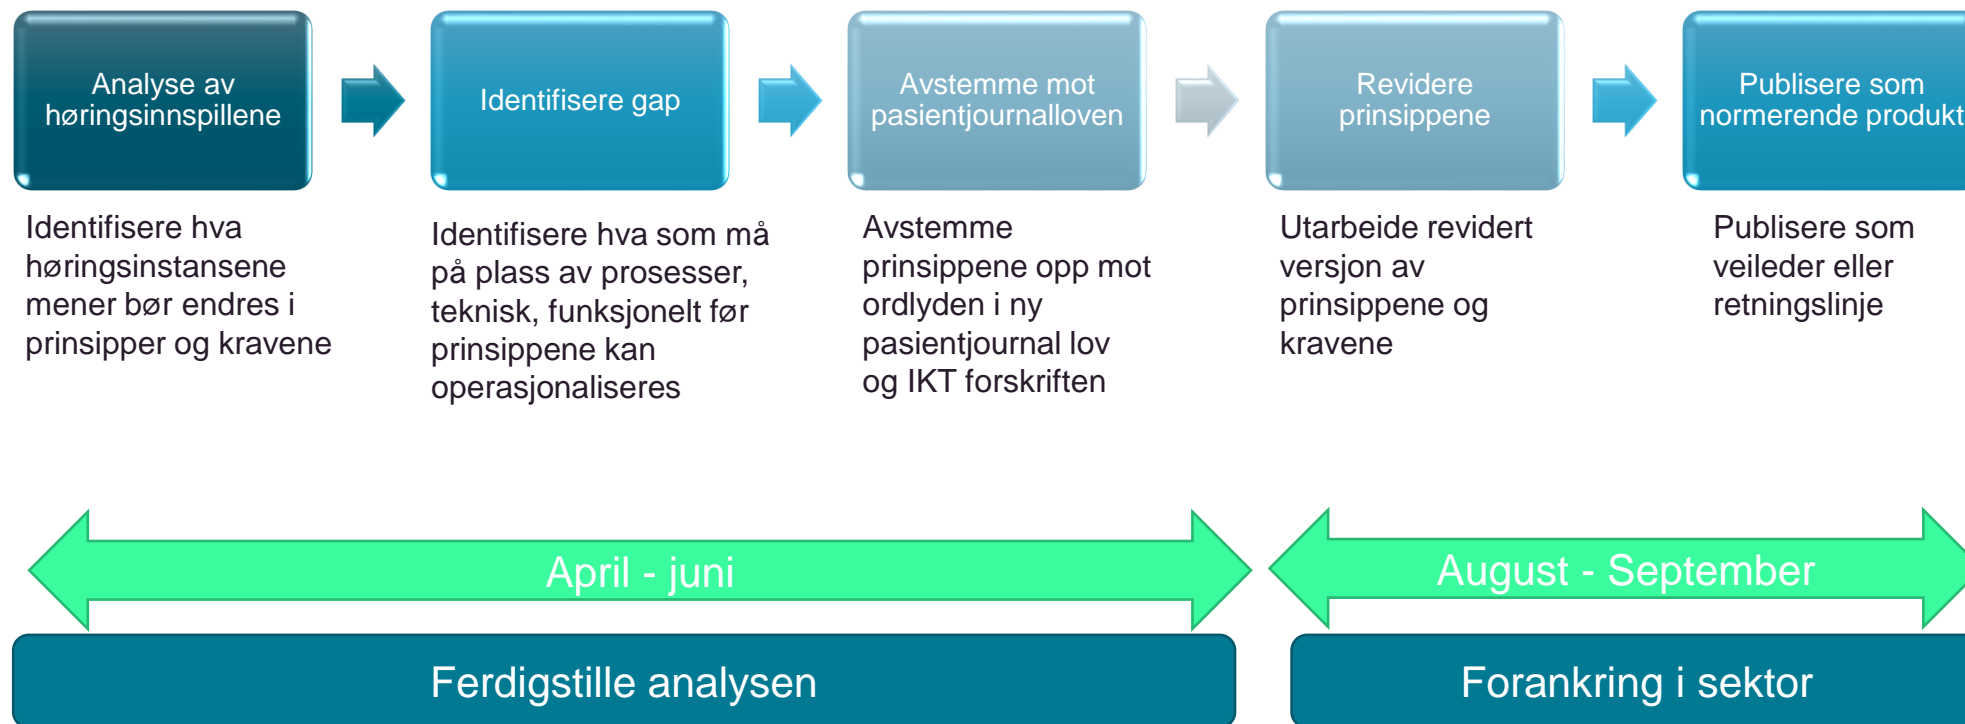 Analyse av
høringsinnspillene
Identifisere gap
Avstemme mot
pasientjournalloven
Revidere
prinsippene
Publisere som
normerende produkt
Identifisere hva
høringsinstansene
mener bør endres i
prinsipper og kravene
Identifisere hva som må
på plass av prosesser,
teknisk, funksjonelt før
prinsippene kan
operasjonaliseres
Avstemme
prinsippene opp mot
ordlyden i ny
pasientjournal lov
og IKT forskriften
Utarbeide revidert
versjon av
prinsippene og
kravene
Publisere som
veileder eller
retningslinje
April - juni
August - September
Ferdigstille analysen
Forankring i sektor